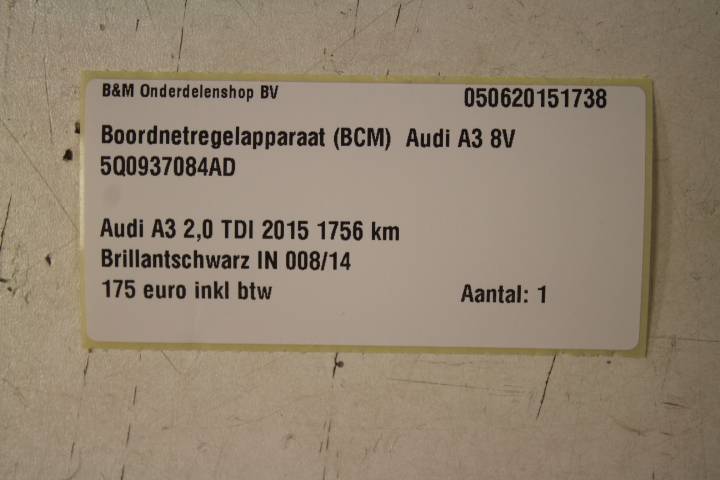 B&M Onderdelenshop BV 050620151738
Boordnetregelapparaat (BCM) Audi A3 8V
5Q0937084AD
Audi A3 2,0 TDI 2015 1756 km
Brillantschwarz IN 008/14
175 euro inkl btw Aantal: 1